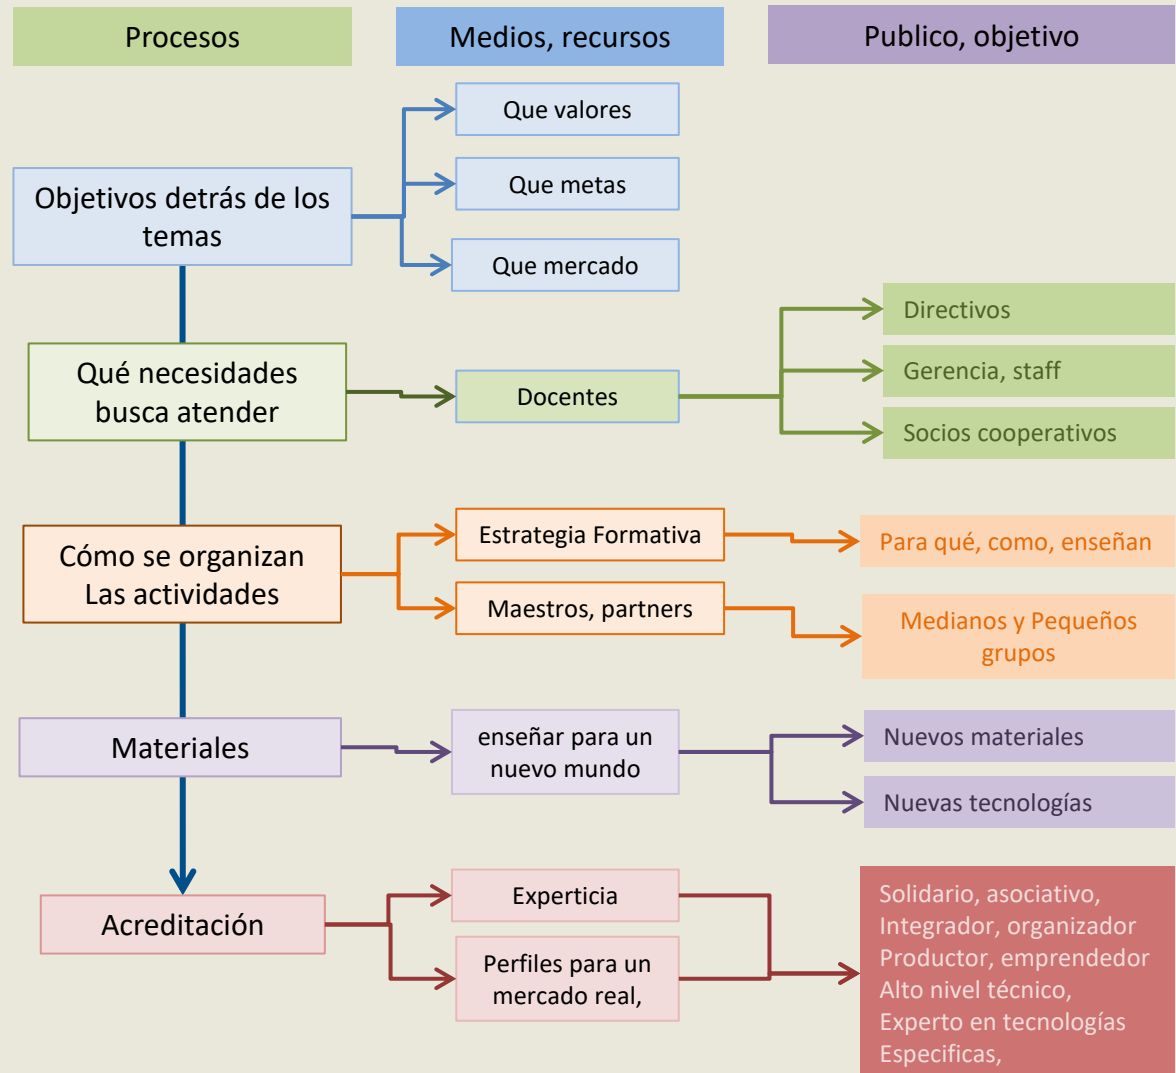 Procesos
Medios, recursos
Publico, objetivo
Objetivos detrás de los
temas
Que valores
Que metas
Que mercado
Qué necesidades
busca atender
Docentes
Directivos
Gerencia, staff
Socios cooperativos
Cómo se organizan
Las actividades
Estrategia Formativa
Maestros, partners
Para qué, como, enseñan
Medianos y Pequeños
grupos
Materiales
enseñar para un
nuevo mundo
Nuevos materiales
Nuevas tecnologías
Acreditación
Experticia
Perfiles para un
mercado real,
Solidario, asociativo,
Integrador, organizador
Productor, emprendedor
Alto nivel técnico,
Experto en tecnologías
Especificas,